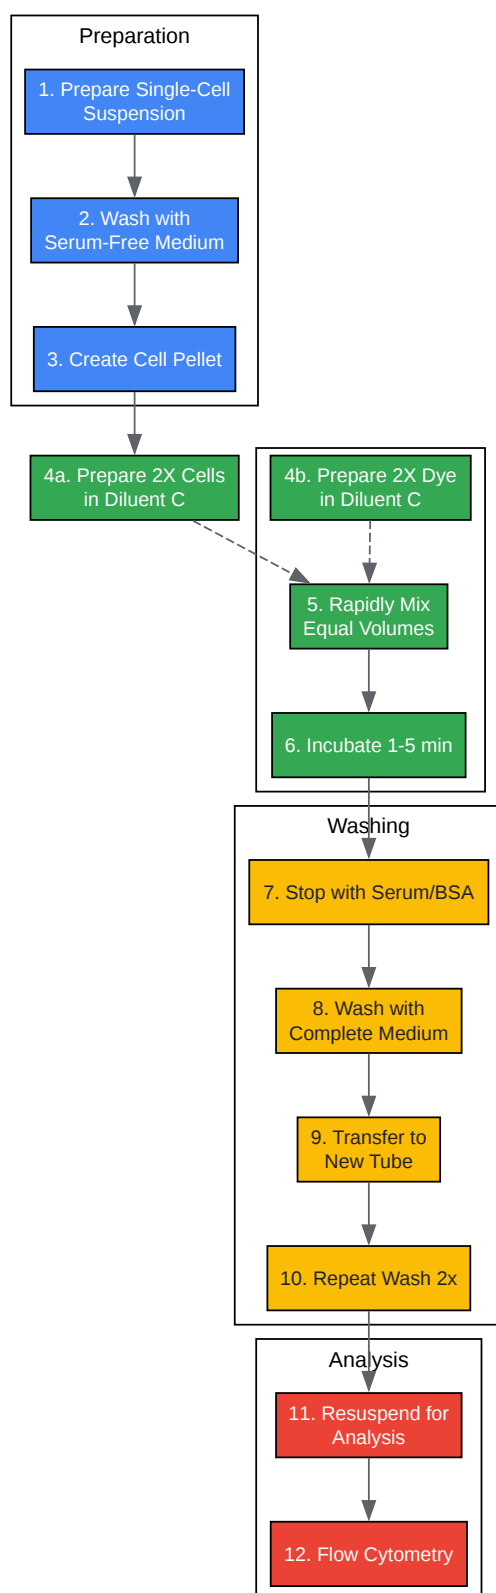 Preparation
1. Prepare Single-Cell
Suspension
2. Wash with
Serum-Free Medium
3. Create Cell Pellet
4a. Prepare 2X Cells
in Diluent C
4b. Prepare 2X Dye
in Diluent C
5. Rapidly Mix
Equal Volumes
6. Incubate 1-5 min
Washing
7. Stop with Serum/BSA
8. Wash with
Complete Medium
9. Transfer to
New Tube
10. Repeat Wash 2x
Analysis
11. Resuspend for
Analysis
12. Flow Cytometry